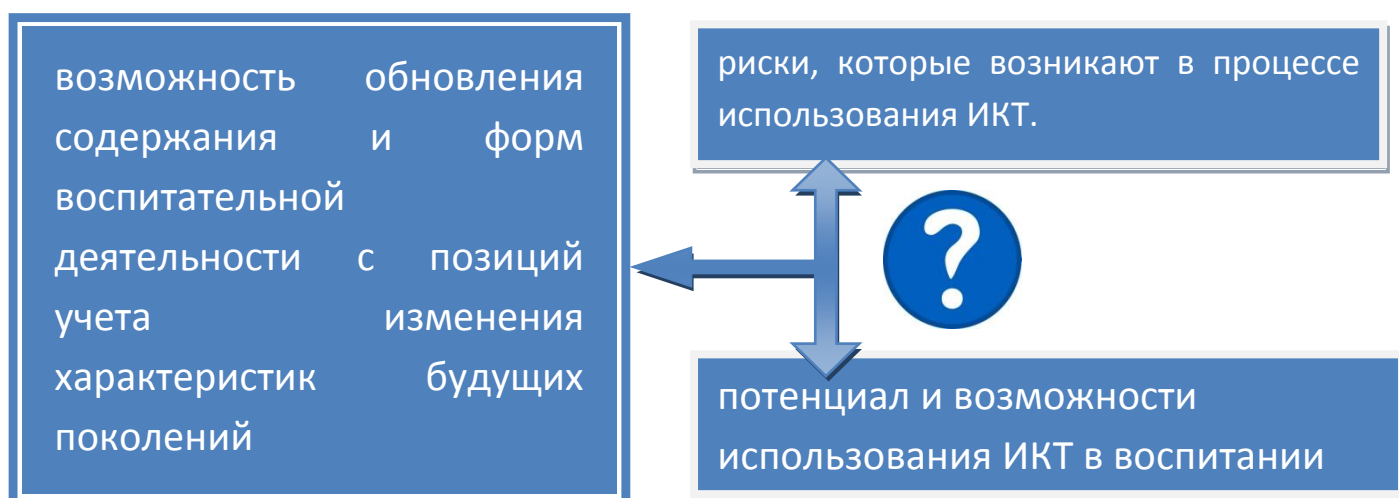 возможность обновления
содержания и форм
воспитательной
деятельности с позиций
учета изменения
характеристик будущих
поколений
риски, которые возникают в процессе
использования ИКТ.
?
потенциал и возможности
использования ИКТ в воспитании